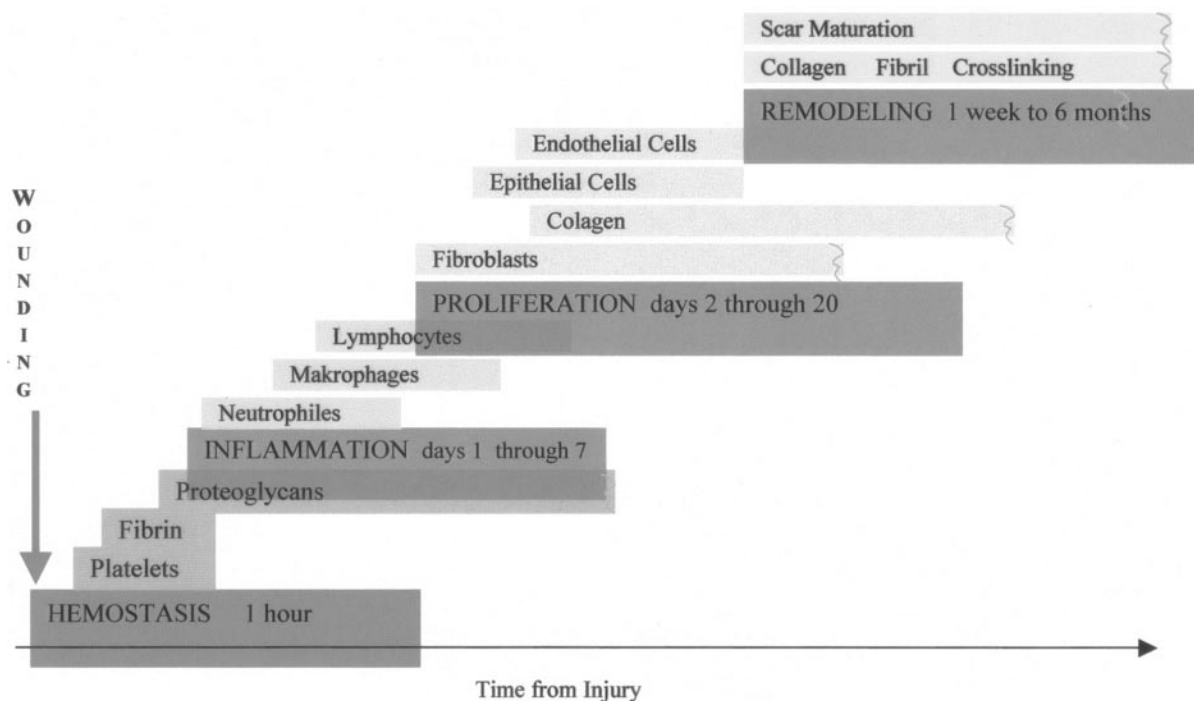 Scar Maturation
Collagen Fibril Crosslinking
REMODELING 1 week to 6 months
Endothelial Cells
Epithelial Cells
Colagen
Fibroblasts
PROLIFERATION days 2 through 20
Lymphocytes
Makrophages
Neutrophiles
INFLAMMATION days 1 through 7
Proteoglycans
Fibrin
Platelets
HEMOSTASIS 1 hour
WOUNDING
Time from Injury